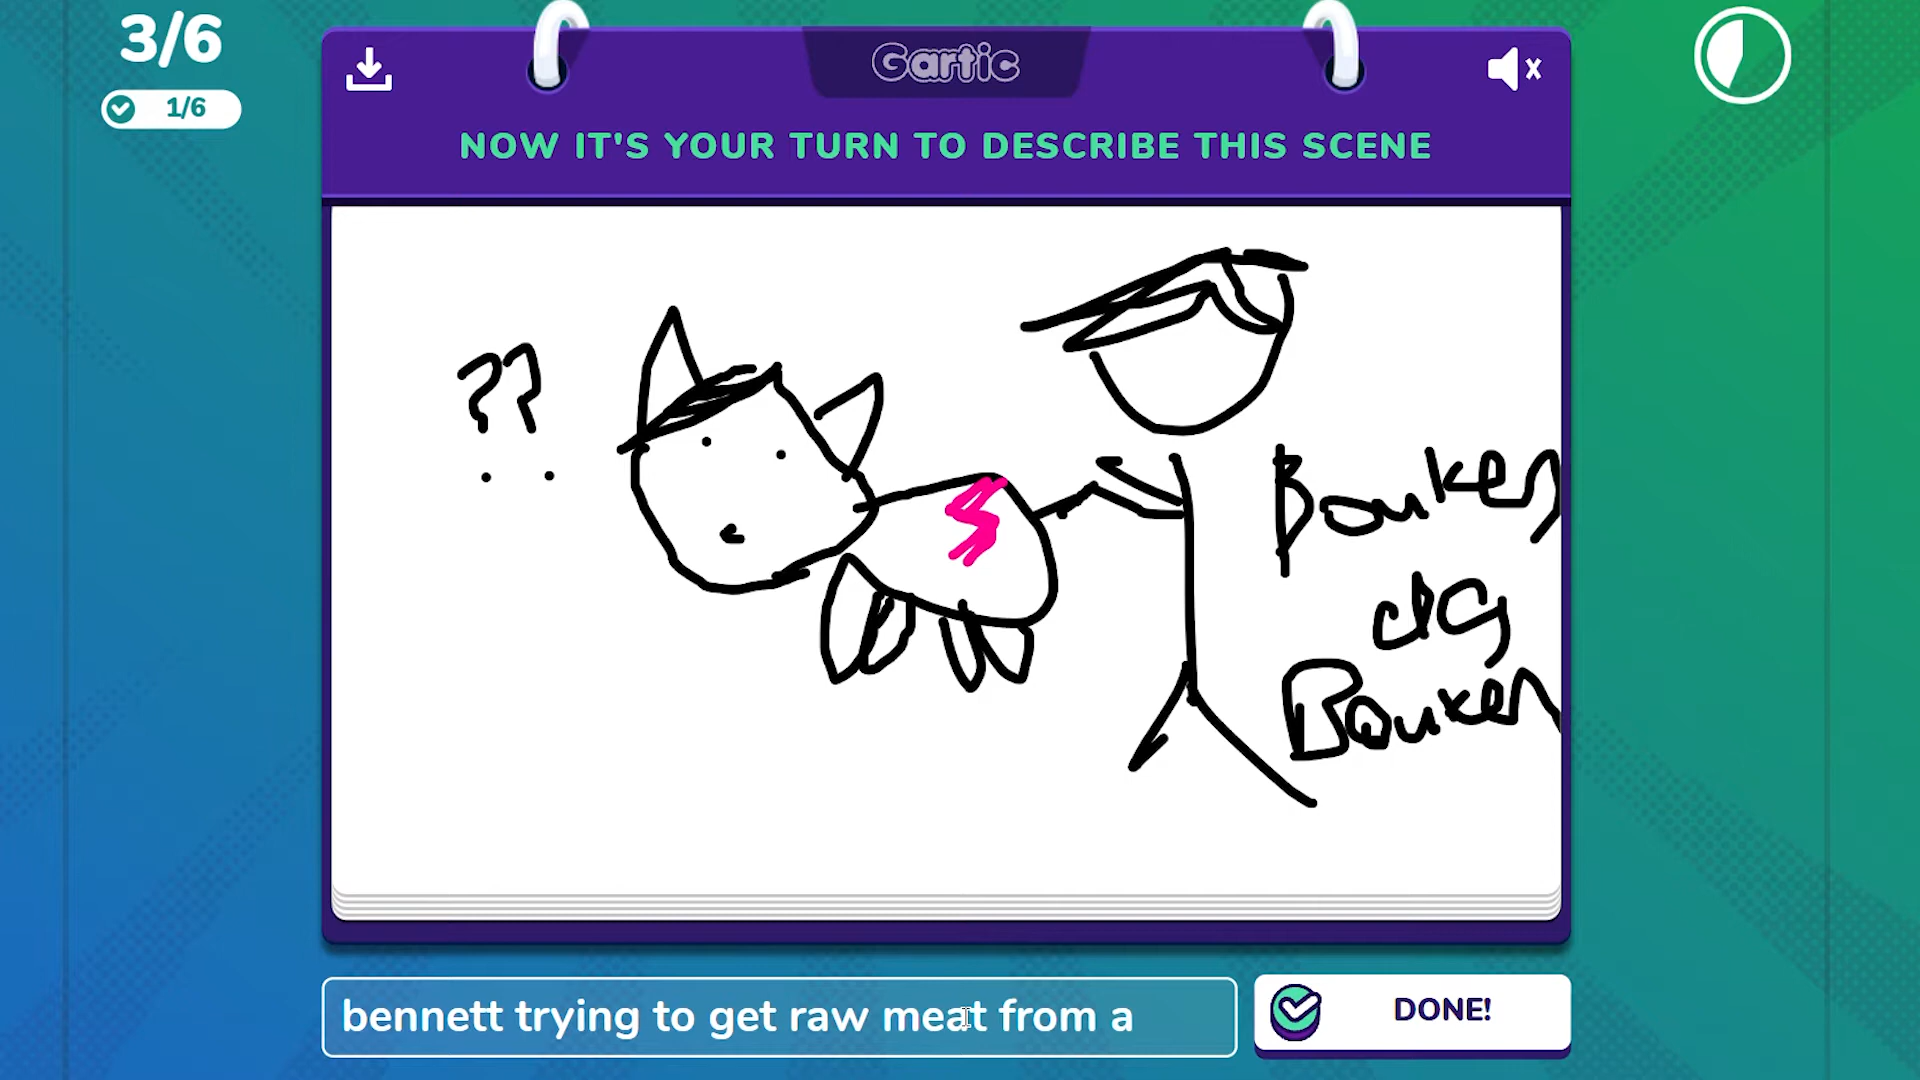 3/6
1/6
Gartic
NOW IT'S YOUR TURN TO DESCRIBE THIS SCENE
??
Bouken
da
Bouken
bennett trying to get raw meat from a
DONE!